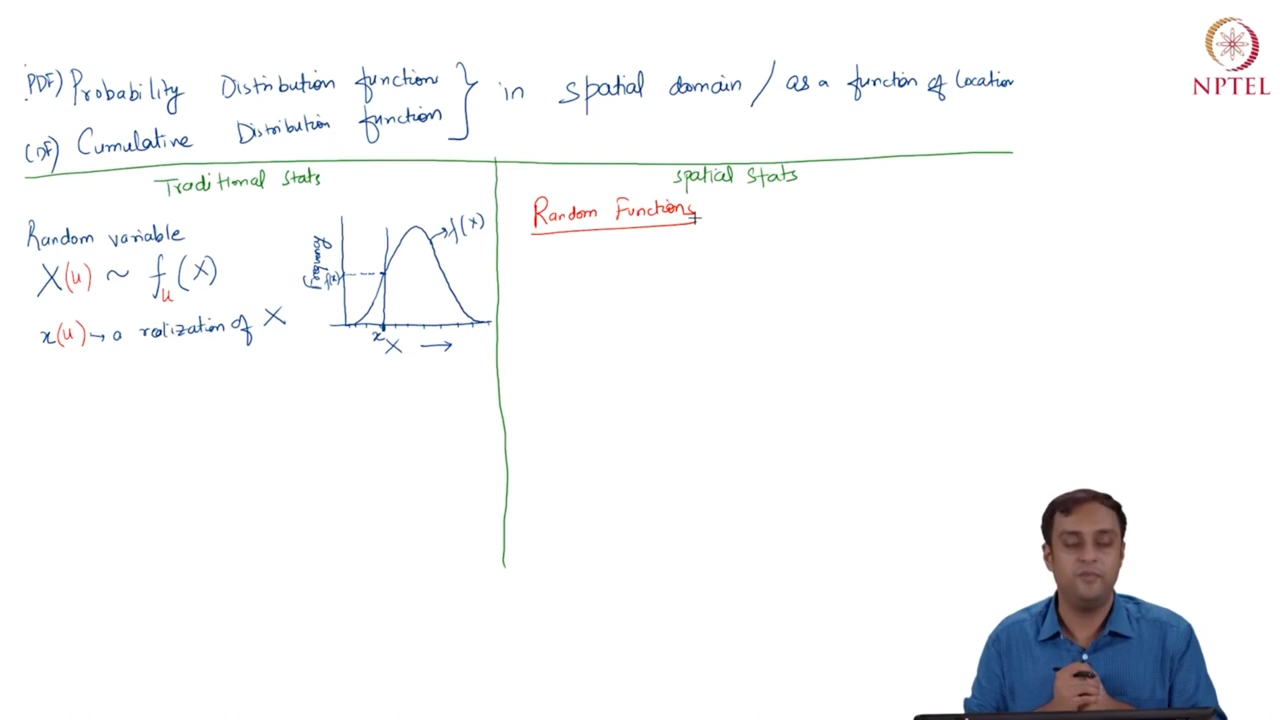 PDF) Probability Distribution function
CDF) Cumulative Distribution function
in spatial domain / as a function of location
NPTEL
Traditional stats
spatial stats
Random variable
X(u) ~ fu(X)
x(u) → a realization of X
frequency
f(x)
f(X)
x
X →
Random Functions